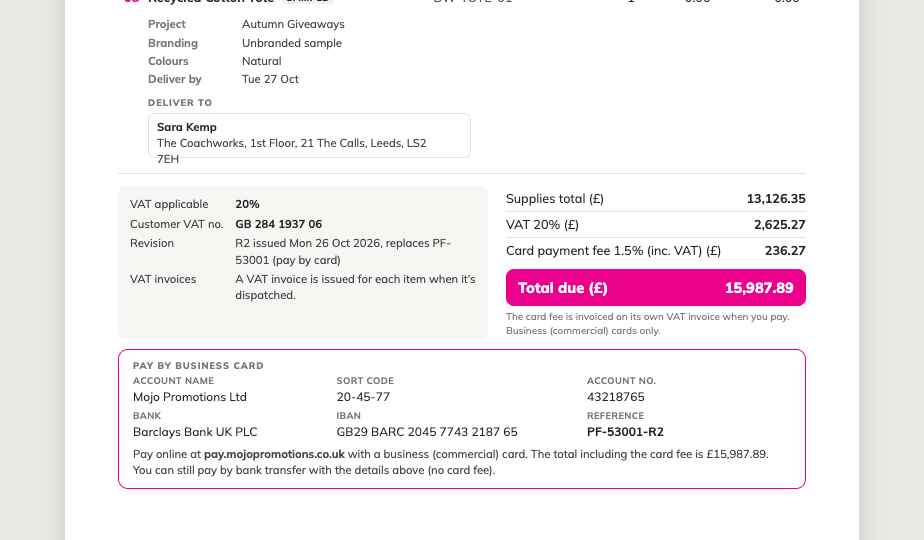 Project Autumn Giveaways
Branding Unbranded sample
Colours Natural
Deliver by Tue 27 Oct
DELIVER TO
Sara Kemp
The Coachworks, 1st Floor, 21 The Calls, Leeds, LS2
7EH
VAT applicable 20%
Customer VAT no. GB 284 1937 06
Revision R2 issued Mon 26 Oct 2026, replaces PF-
53001 (pay by card)
VAT invoices A VAT invoice is issued for each item when it's
dispatched.
Supplies total (£) 13,126.35
VAT 20% (£) 2,625.27
Card payment fee 1.5% (inc. VAT) (£) 236.27
Total due (£) 15,987.89
The card fee is invoiced on its own VAT invoice when you pay.
Business (commercial) cards only.
PAY BY BUSINESS CARD
ACCOUNT NAME SORT CODE ACCOUNT NO.
Mojo Promotions Ltd 20-45-77 43218765
BANK IBAN REFERENCE
Barclays Bank UK PLC GB29 BARC 2045 7743 2187 65 PF-53001-R2
Pay online at pay.mojopromotions.co.uk with a business (commercial) card. The total including the card fee is £15,987.89.
You can still pay by bank transfer with the details above (no card fee).